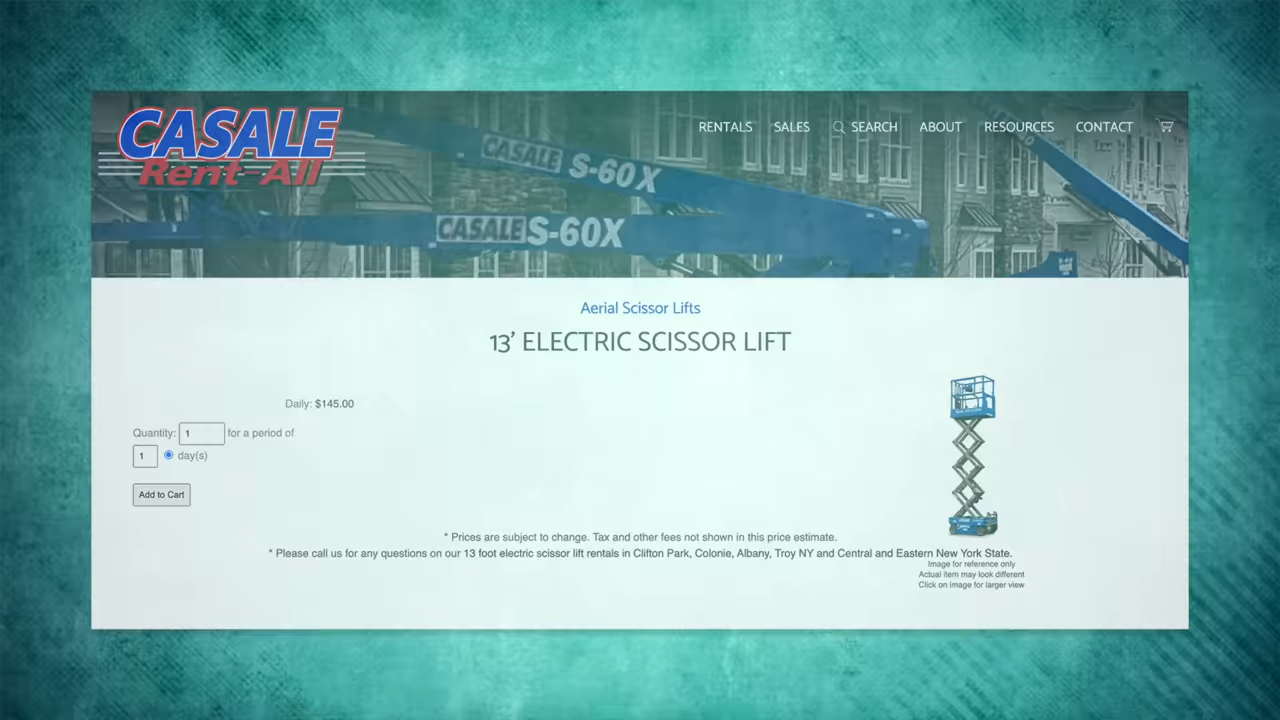 CASALE
Rent-All
RENTALS SALES SEARCH ABOUT RESOURCES CONTACT
CASALE S-60X
CASALE S-60X
Aerial Scissor Lifts
13' ELECTRIC SCISSOR LIFT
Daily: $145.00
Quantity: 1 for a period of
1 day(s)
Add to Cart
* Prices are subject to change. Tax and other fees not shown in this price estimate.
* Please call us for any questions on our 13 foot electric scissor lift rentals in Clifton Park, Colonie, Albany, Troy NY and Central and Eastern New York State.
Image for reference only
Actual item may look different
Click on image for larger view